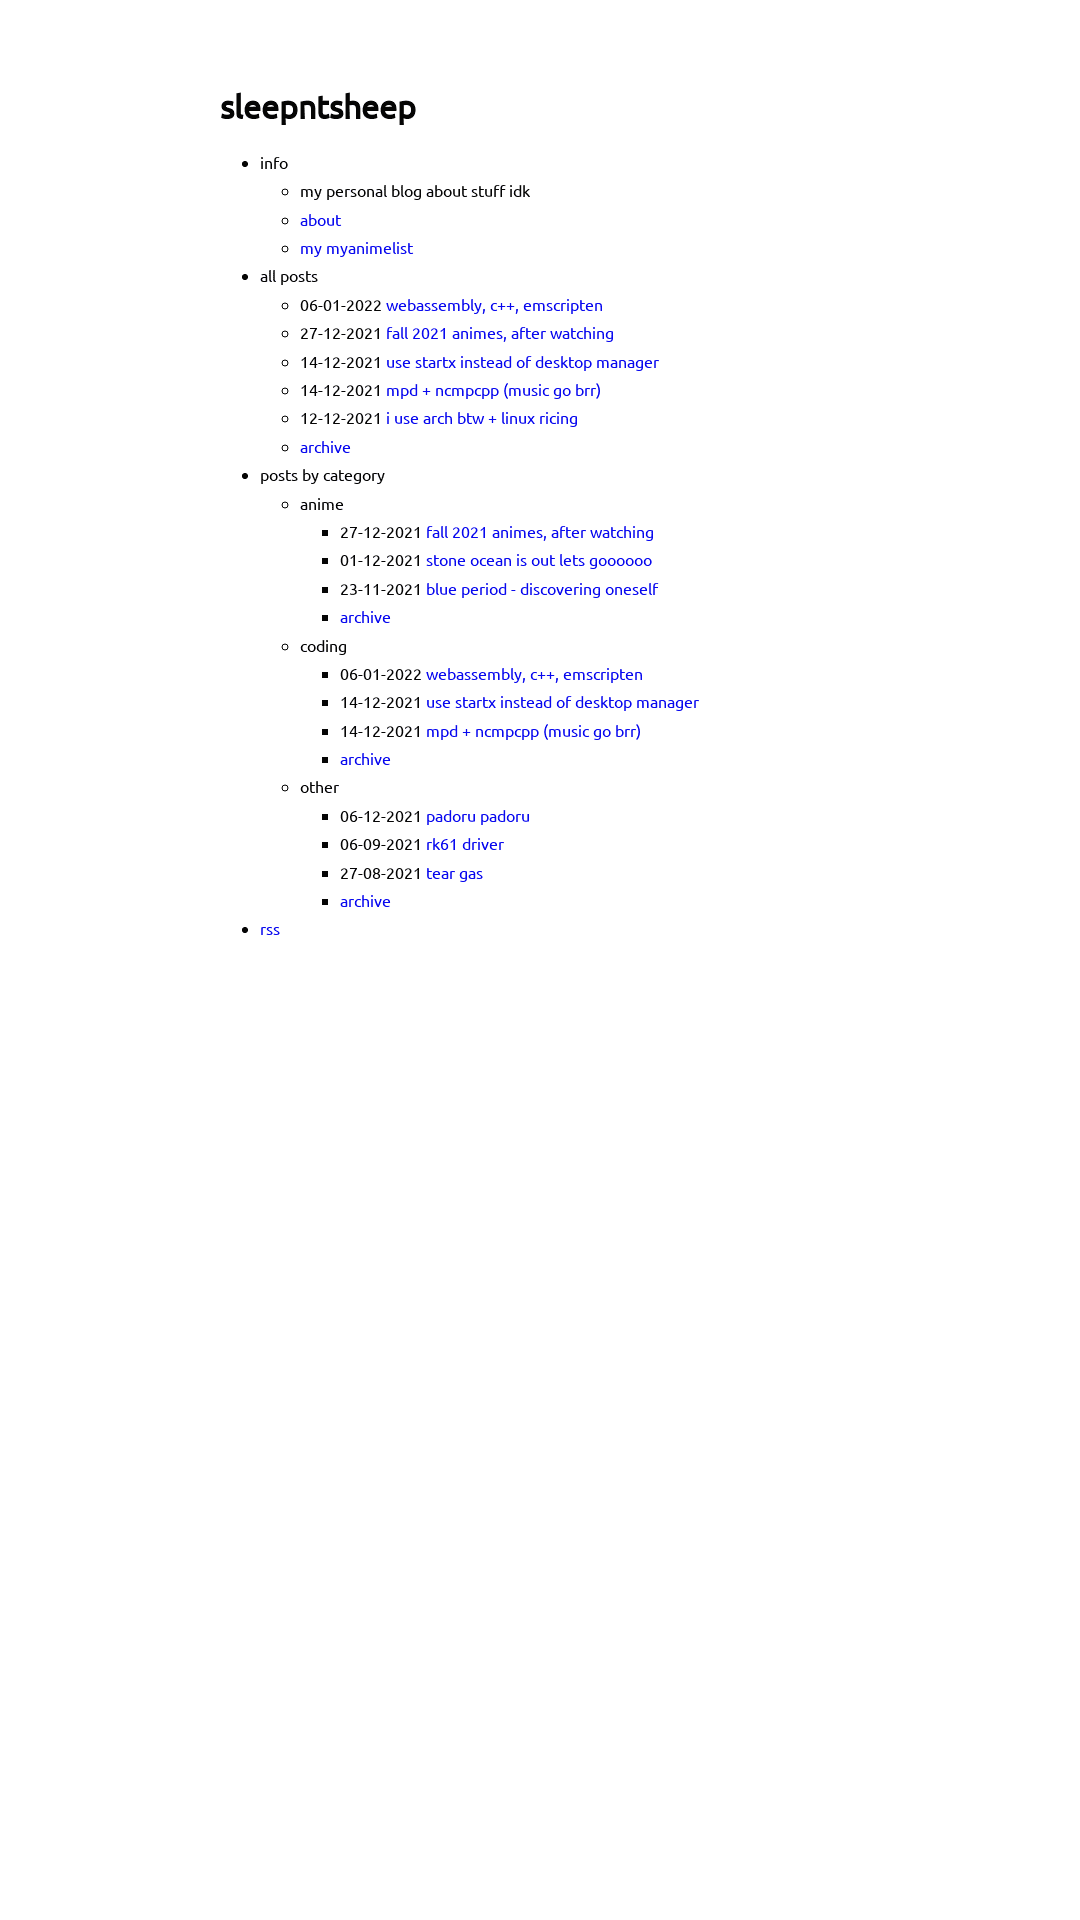 sleepntsheep
info
my personal blog about stuff idk
about
my myanimelist
all posts
06-01-2022 webassembly, c++, emscripten
27-12-2021 fall 2021 animes, after watching
14-12-2021 use startx instead of desktop manager
14-12-2021 mpd + ncmpcpp (music go brr)
12-12-2021 i use arch btw + linux ricing
archive
posts by category
anime
27-12-2021 fall 2021 animes, after watching
01-12-2021 stone ocean is out lets goooooo
23-11-2021 blue period - discovering oneself
archive
coding
06-01-2022 webassembly, c++, emscripten
14-12-2021 use startx instead of desktop manager
14-12-2021 mpd + ncmpcpp (music go brr)
archive
other
06-12-2021 padoru padoru
06-09-2021 rk61 driver
27-08-2021 tear gas
archive
rss